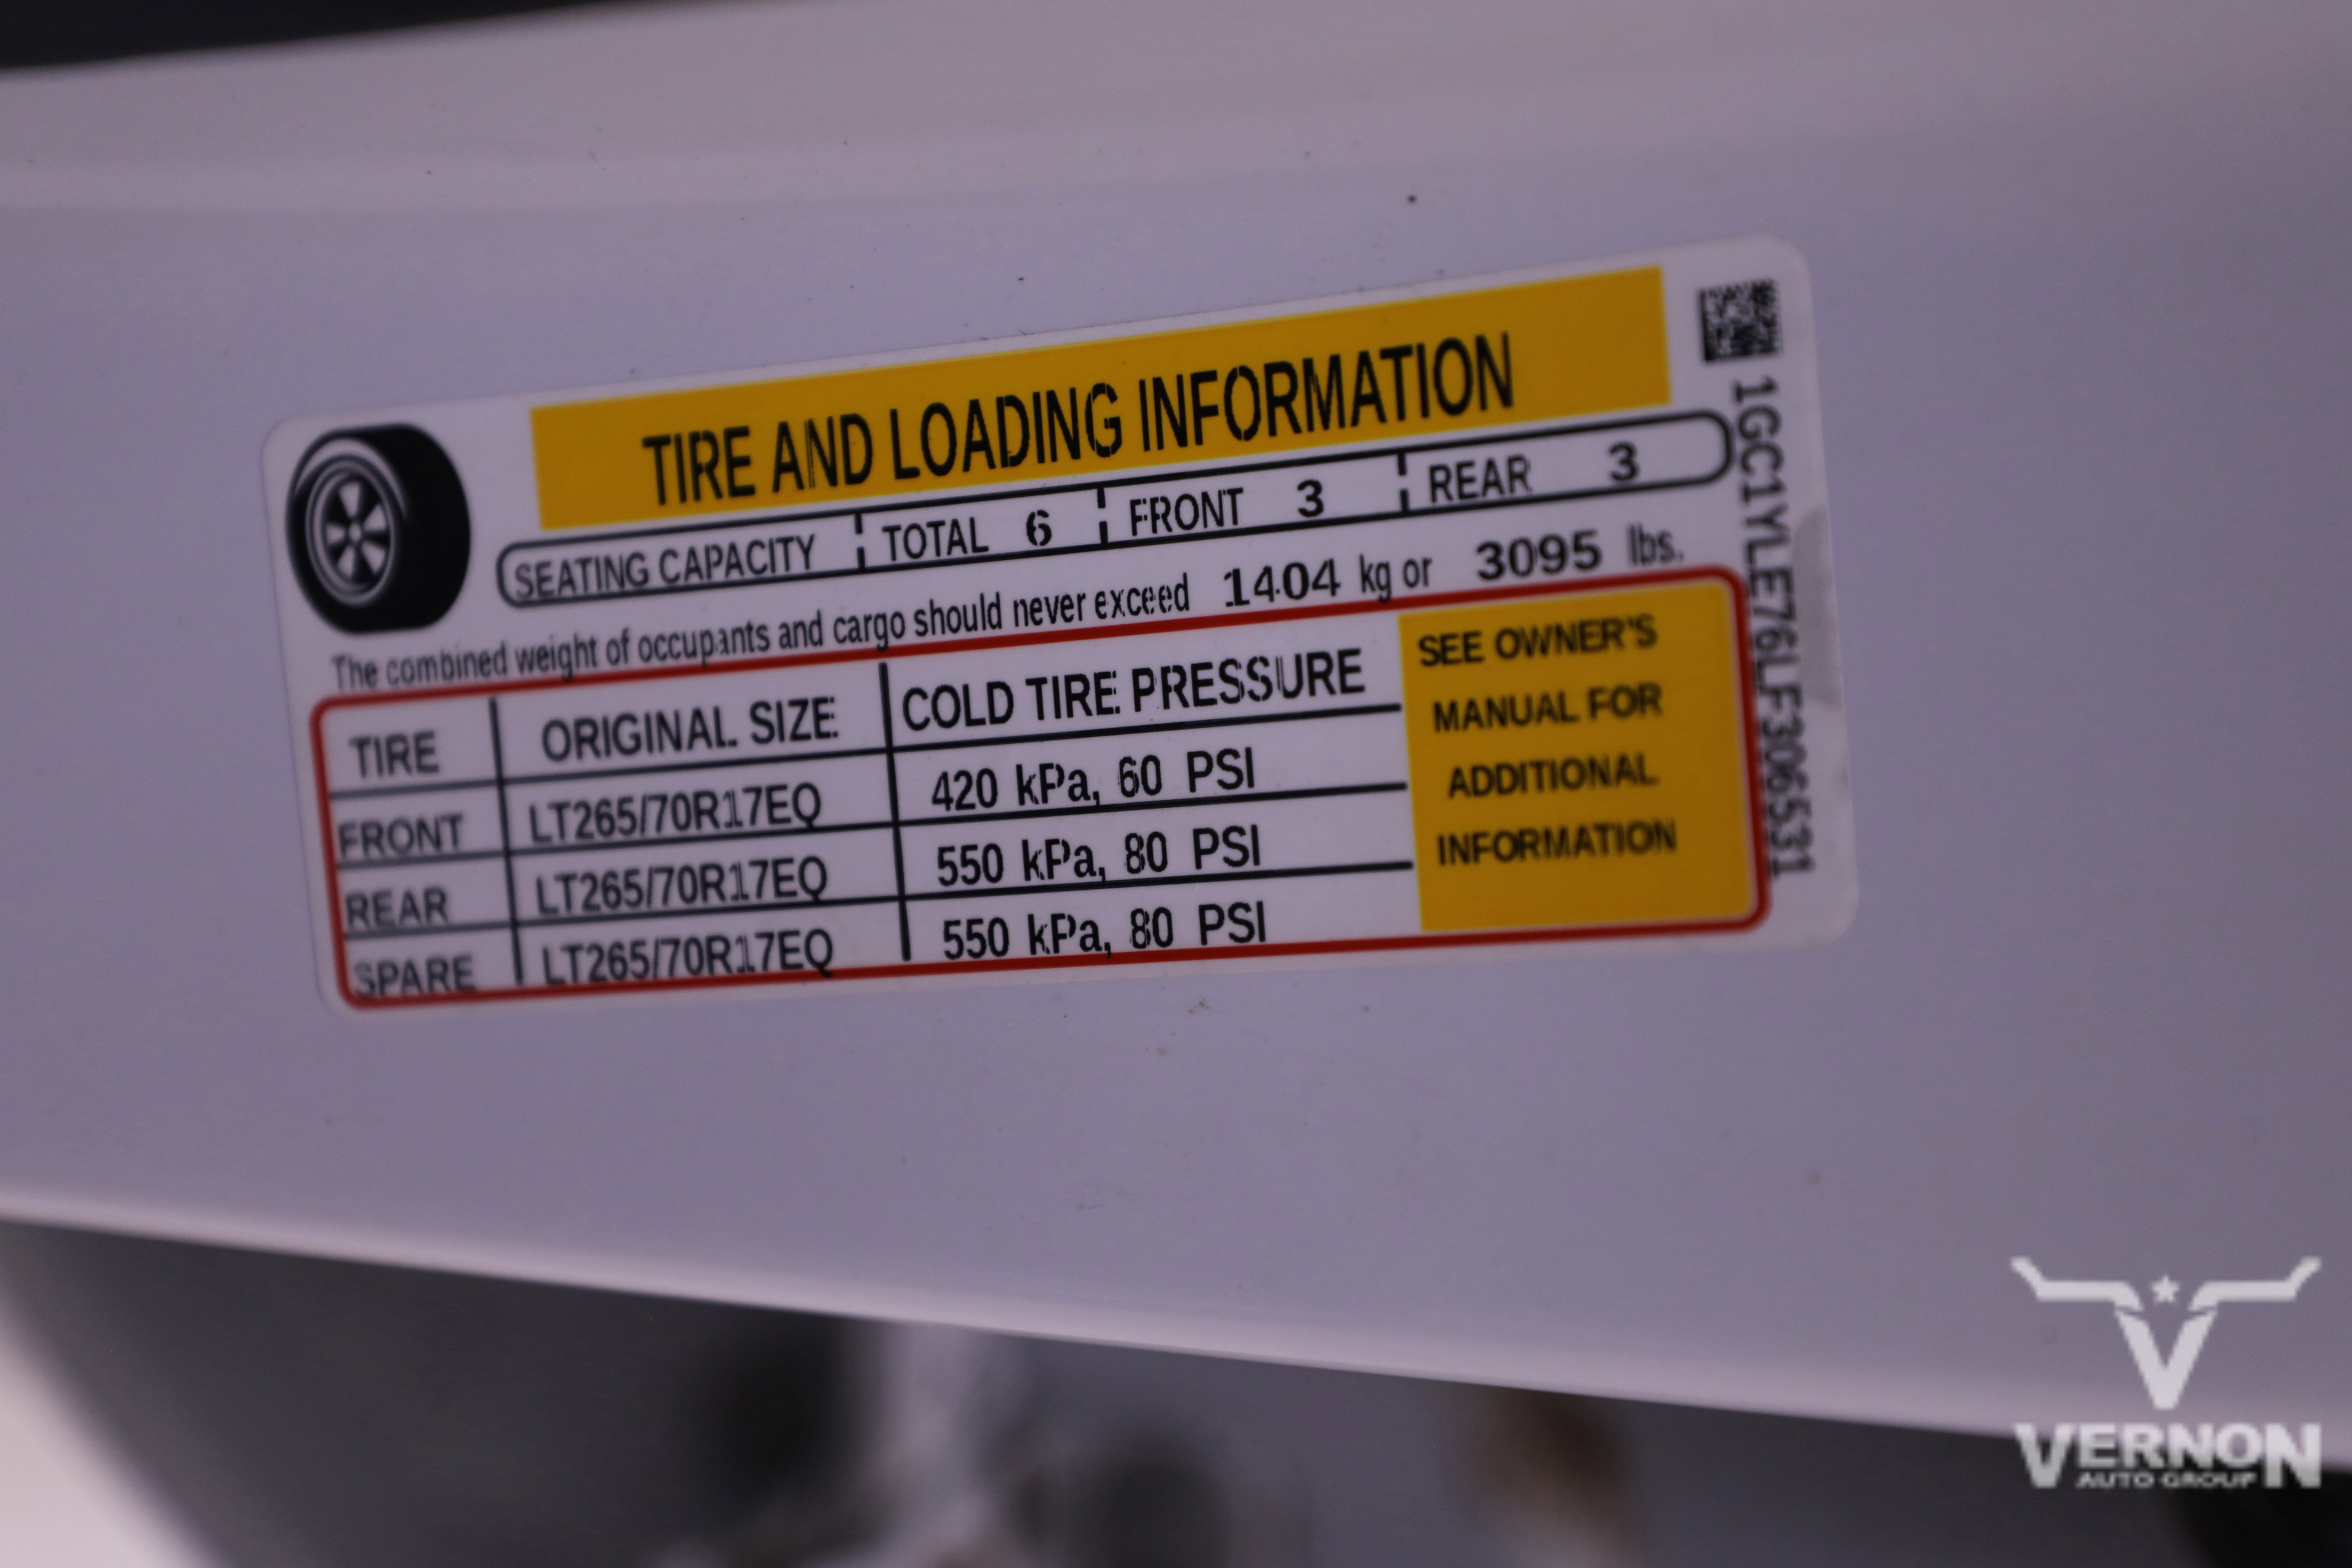 TIRE AND LOADING INFORMATION
SEATING CAPACITY TOTAL 6 FRONT 3 REAR 3
The combined weight of occupants and cargo should never exceed 1404 kg or 3095 lbs.
TIRE ORIGINAL SIZE COLD TIRE PRESSURE
FRONT LT265/70R17EQ 420 kPa, 60 PSI
REAR LT265/70R17EQ 550 kPa, 80 PSI
SPARE LT265/70R17EQ 550 kPa, 80 PSI
SEE OWNER'S
MANUAL FOR
ADDITIONAL
INFORMATION
1GC1YLE76LF306531
VERNON
AUTO GROUP